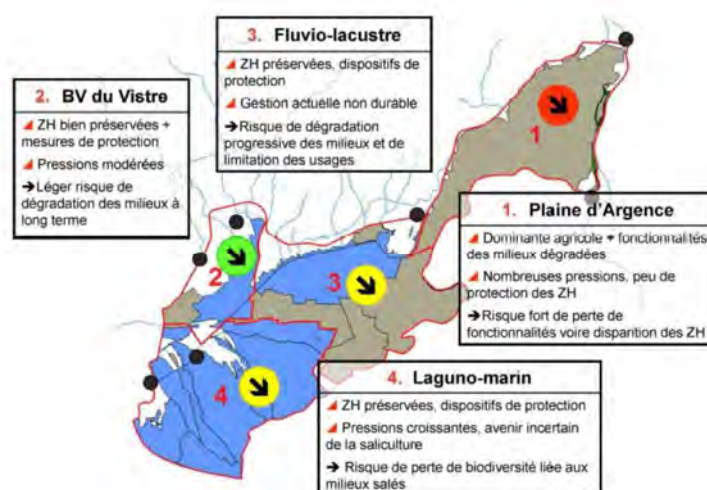 3. Fluvio-lacustre
ZH préservées, dispositifs de
protection
Gestion actuelle non durable
➔Risque de dégradation
progressive des milieux et de
limitation des usages
2. BV du Vistre
ZH bien préservées +
mesures de protection
Pressions modérées
➔Léger risque de
dégradation des milieux à
long terme
1
1. Plaine d'Argence
Dominante agricole + fonctionnalités
des milieux dégradées
Nombreuses pressions, peu de
protection des ZH
➔Risque fort de perte de
fonctionnalités voire disparition des ZH
2
3
4
4. Laguno-marin
ZH préservées, dispositifs de protection
Pressions croissantes, avenir incertain
de la saliculture
➔ Risque de perte de biodiversité liée aux
milieux salés